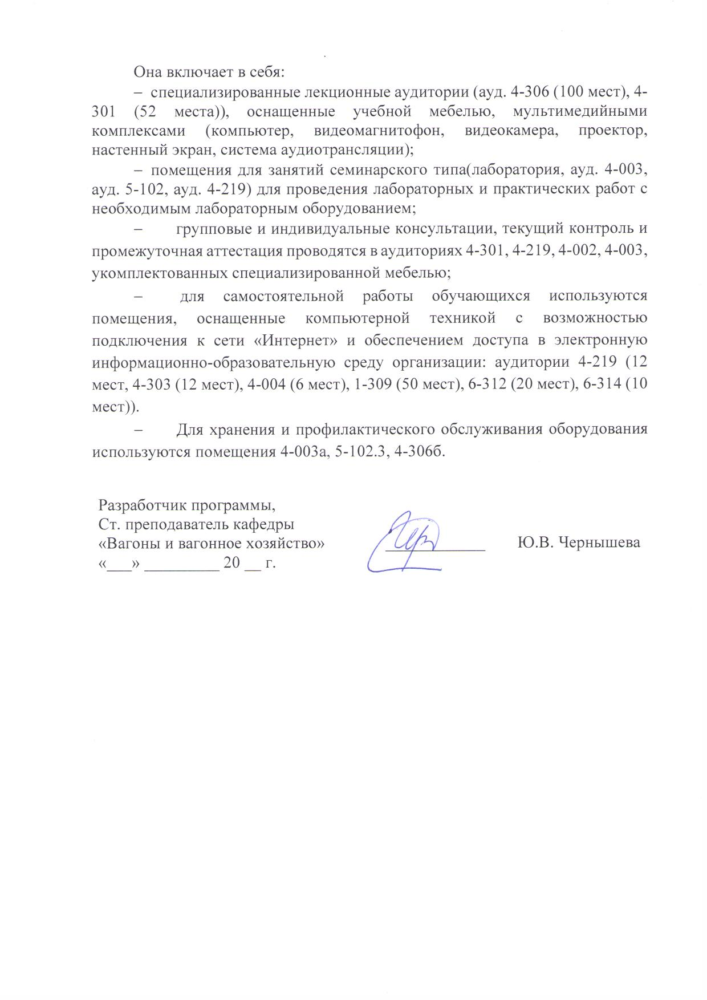 Она включает в себя:
– специализированные лекционные аудитории (ауд. 4-306 (100 мест), 4-
301 (52 места)), оснащенные учебной мебелью, мультимедийными
комплексами (компьютер, видеомагнитофон, видеокамера, проектор,
настенный экран, система аудиотрансляции);
– помещения для занятий семинарского типа(лаборатория, ауд. 4-003,
ауд. 5-102, ауд. 4-219) для проведения лабораторных и практических работ с
необходимым лабораторным оборудованием;
– групповые и индивидуальные консультации, текущий контроль и
промежуточная аттестация проводятся в аудиториях 4-301, 4-219, 4-002, 4-003,
укомплектованных специализированной мебелью;
– для самостоятельной работы обучающихся используются
помещения, оснащенные компьютерной техникой с возможностью
подключения к сети «Интернет» и обеспечением доступа в электронную
информационно-образовательную среду организации: аудитории 4-219 (12
мест, 4-303 (12 мест), 4-004 (6 мест), 1-309 (50 мест), 6-312 (20 мест), 6-314 (10
мест)).
– Для хранения и профилактического обслуживания оборудования
используются помещения 4-003а, 5-102.3, 4-306б.
Разработчик программы,
Ст. преподаватель кафедры
«Вагоны и вагонное хозяйство» ____________ Ю.В. Чернышева
«___» _________ 20 __ г.